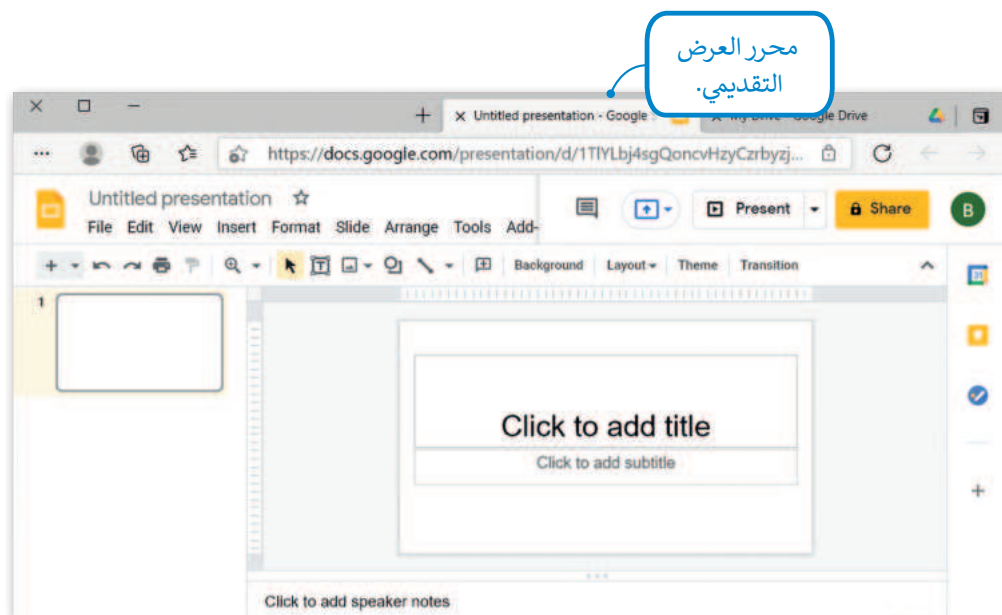 محرر العرض
التقديمي.
Untitled presentation - Google
My Drive - Google Drive
https://docs.google.com/presentation/d/1TlYLbj4sgQoncvHzyCzrbyzj...
Untitled presentation
Present
Share
B
File Edit View Insert Format Slide Arrange Tools Add-
Background Layout Theme Transition
31
1
Click to add title
Click to add subtitle
Click to add speaker notes